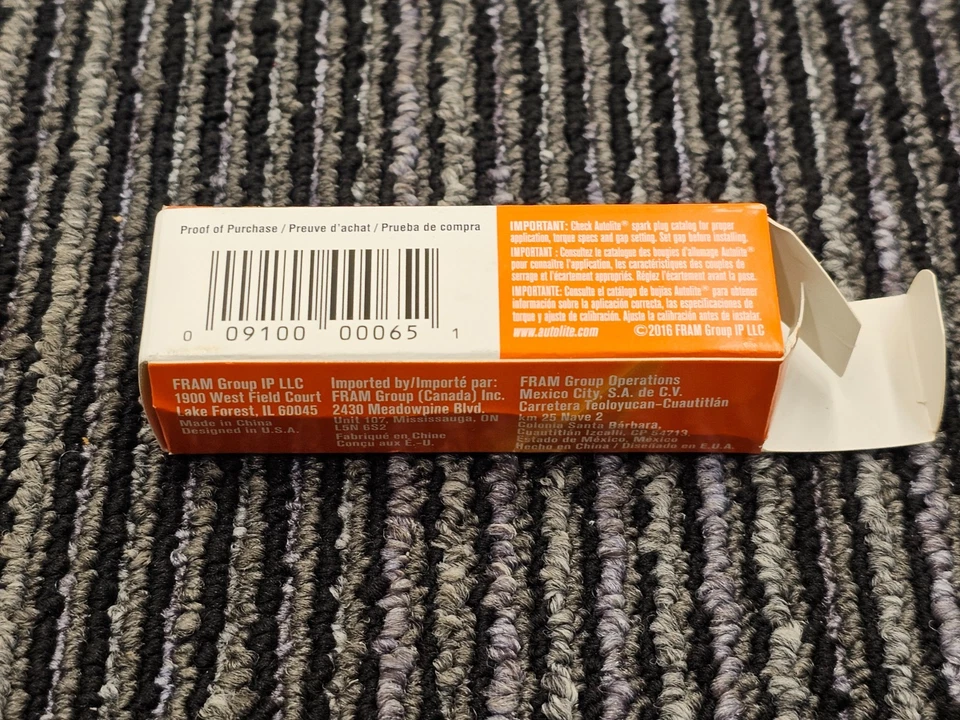 Proof of Purchase / Preuve d'achat / Prueba de compra
0 09100 00065 1
IMPORTANT: Check Autolite® spark plug catalog for proper
application, torque specs and gap setting. Set gap before installing.
IMPORTANT : Consultez le catalogue des bougies d'allumage Autolite®
pour connaître l'application, les caractéristiques des couples de
serrage et l'écartement appropriés. Réglez l'écartement avant la pose.
IMPORTANTE: Consulte el catálogo de bujías Autolite® para obtener
información sobre la aplicación correcta, las especificaciones de
torque y ajuste de calibración. Ajuste la calibración antes de instalar.
www.autolite.com ©2016 FRAM Group IP LLC
FRAM Group IP LLC
1900 West Field Court
Lake Forest, IL 60045
Made in China
Designed in U.S.A.
Imported by/Importé par:
FRAM Group (Canada) Inc.
2430 Meadowpine Blvd,
Unit 107, Mississauga, ON
L5N 6S2
Fabriqué en Chine
Conçu aux E.-U.
FRAM Group Operations
Mexico City, S.A. de C.V.
Carretera Teoloyucan-Cuautitlán
km 25 Nave 2
Colonia Santa Bárbara,
Cuautitlán Izcalli, CP 54713,
Estado de México, México
Hecho en China / Diseñado en E.U.A.